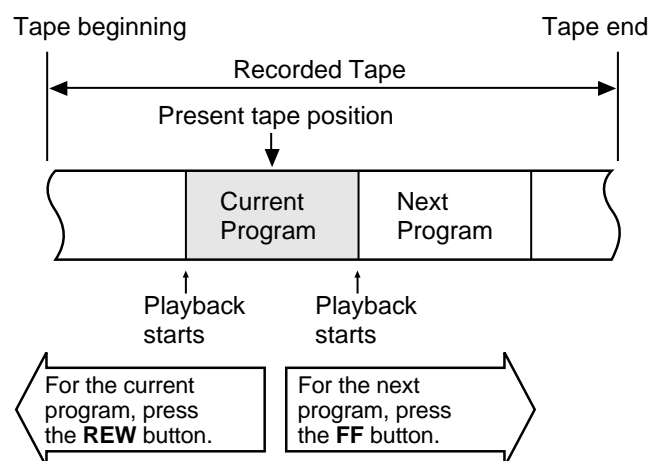 Tape beginning
Tape end
Recorded Tape
Present tape position
Current
Program
Next
Program
Playback
starts
Playback
starts
For the current
program, press
the REW button.
For the next
program, press
the FF button.